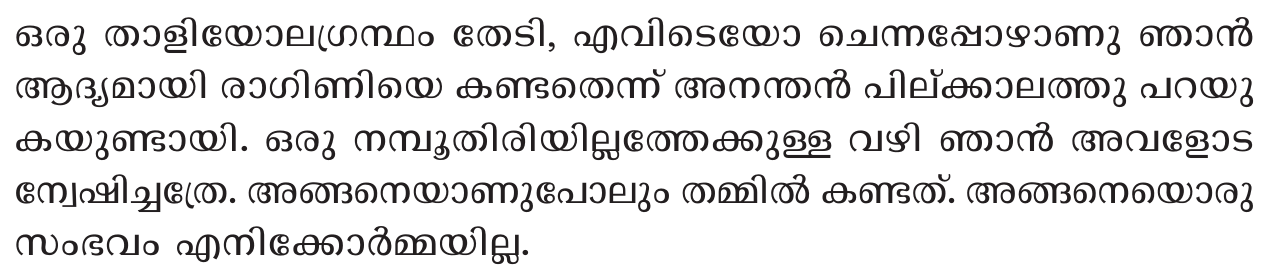 ഒരു താളിയോലഗ്രന്ഥം തേടി, എവിടെയോ ചെന്നപ്പോഴാണു ഞാൻ
ആദ്യമായി രാഗിണിയെ കണ്ടതെന്ന് അനന്തൻ പില്ക്കാലത്തു പറയു
കയുണ്ടായി. ഒരു നമ്പൂതിരിയില്ലത്തേക്കുള്ള വഴി ഞാൻ അവളോട
ന്വേഷിച്ചത്രേ. അങ്ങനെയാണുപോലും തമ്മിൽ കണ്ടത്. അങ്ങനെയൊരു
സംഭവം എനിക്കോർമ്മയില്ല.